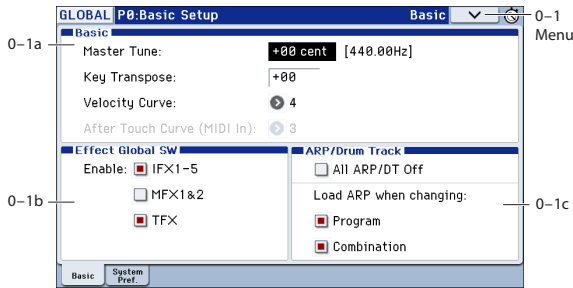 GLOBAL P0:Basic Setup Basic
0–1
Menu
0–1a
Basic
Master Tune: +00 cent [440.00Hz]
Key Transpose: +00
Velocity Curve: 4
After Touch Curve (MIDI In): 3
0–1b
Effect Global SW
Enable: IFX1-5
MFX1&2
TFX
ARP/Drum Track
All ARP/DT Off
Load ARP when changing:
Program
Combination
0–1c
Basic
System
Pref.